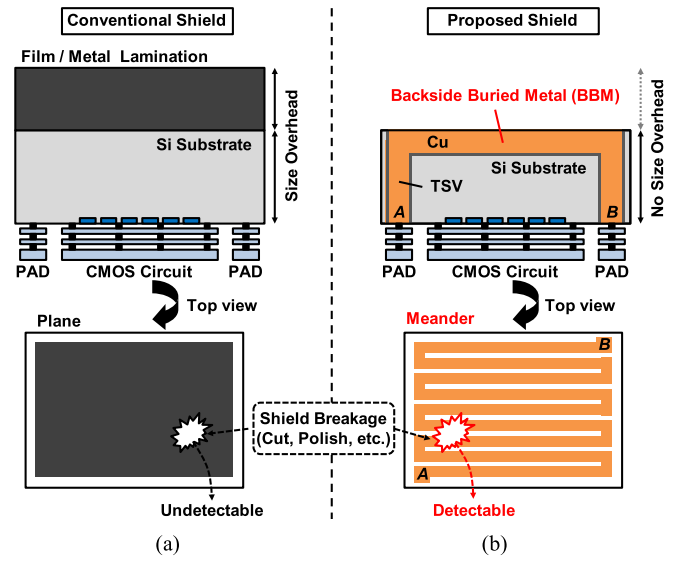 Conventional Shield
Film / Metal Lamination
Si Substrate
Size Overhead
PAD
CMOS Circuit
PAD
Top view
Plane
Undetectable
(a)
Shield Breakage
(Cut, Polish, etc.)
Proposed Shield
Backside Buried Metal (BBM)
Cu
Si Substrate
TSV
A
B
No Size Overhead
PAD
CMOS Circuit
PAD
Top view
Meander
B
A
Detectable
(b)